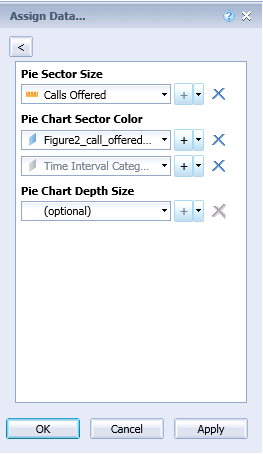 Assign Data...
?
<
Pie Sector Size
Calls Offered
+
Pie Chart Sector Color
Figure2_call_offered...
+
Time Interval Categ...
+
Pie Chart Depth Size
(optional)
+
OK Cancel Apply